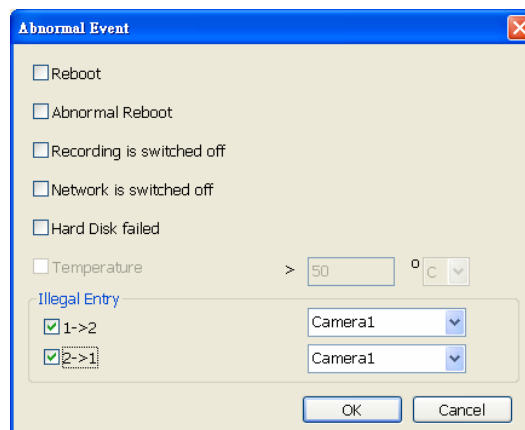 Abnormal Event
Reboot
Abnormal Reboot
Recording is switched off
Network is switched off
Hard Disk failed
Temperature > 50 o C
Illegal Entry
1->2 Camera1
2->1 Camera1
OK Cancel